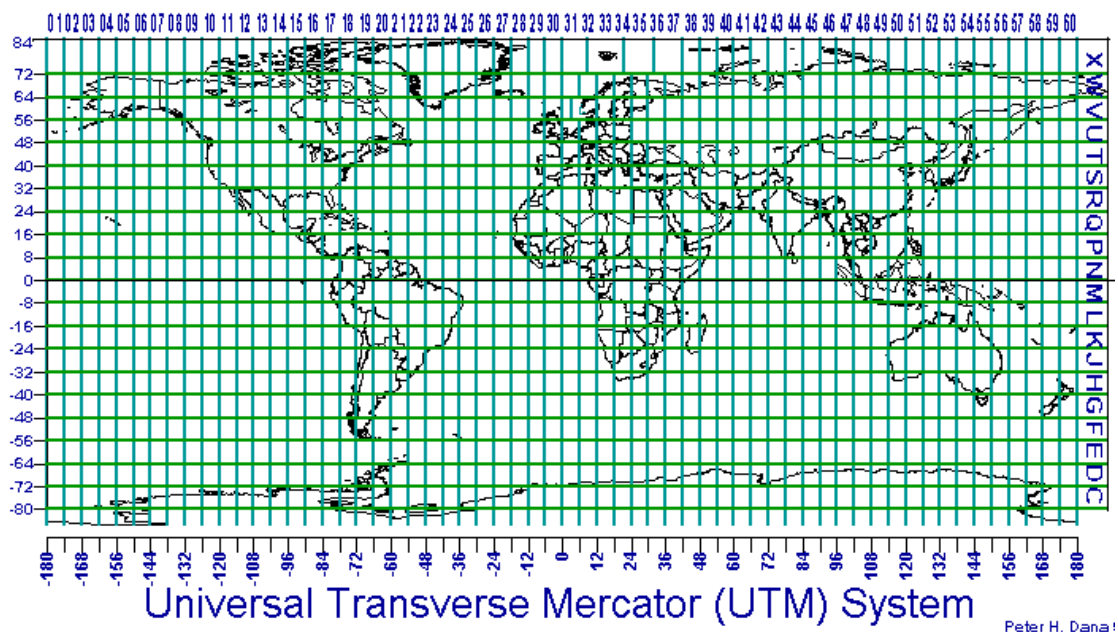 01 02 03 04 05 06 07 08 09 10 11 12 13 14 15 16 17 18 19 20 21 22 23 24 25 26 27 28 29 30 31 32 33 34 35 36 37 38 39 40 41 42 43 44 45 46 47 48 49 50 51 52 53 54 55 56 57 58 59 60
84
72
64
56
48
40
32
24
16
8
0
-8
-16
-24
-32
-40
-48
-56
-64
-72
-80
X
W
V
U
T
S
R
Q
P
N
M
L
K
J
H
G
F
E
D
C
-180 -168 -156 -144 -132 -120 -108 -96 -84 -72 -60 -48 -36 -24 -12 0 12 24 36 48 60 72 84 96 108 120 132 144 156 168 180
Universal Transverse Mercator (UTM) System
Peter H. Dana